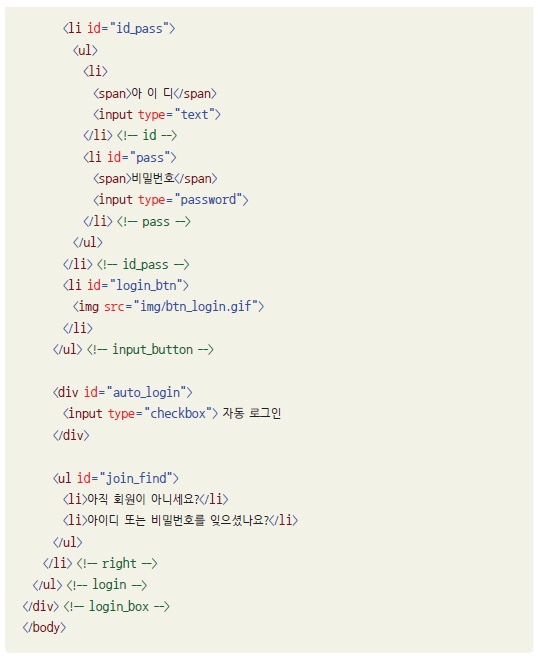 <li id="id_pass">
<ul>
<li>
<span>아 이 디</span>
<input type="text">
</li> <!-- id -->
<li id="pass">
<span>비밀번호</span>
<input type="password">
</li> <!-- pass -->
</ul>
</li> <!-- id_pass -->
<li id="login_btn">
<img src="img/btn_login.gif">
</li>
</ul> <!-- input_button -->
<div id="auto_login">
<input type="checkbox"> 자동 로그인
</div>
<ul id="join_find">
<li>아직 회원이 아니세요?</li>
<li>아이디 또는 비밀번호를 잊으셨나요?</li>
</ul>
</li> <!-- right -->
</ul> <!-- login -->
</div> <!-- login_box -->
</body>